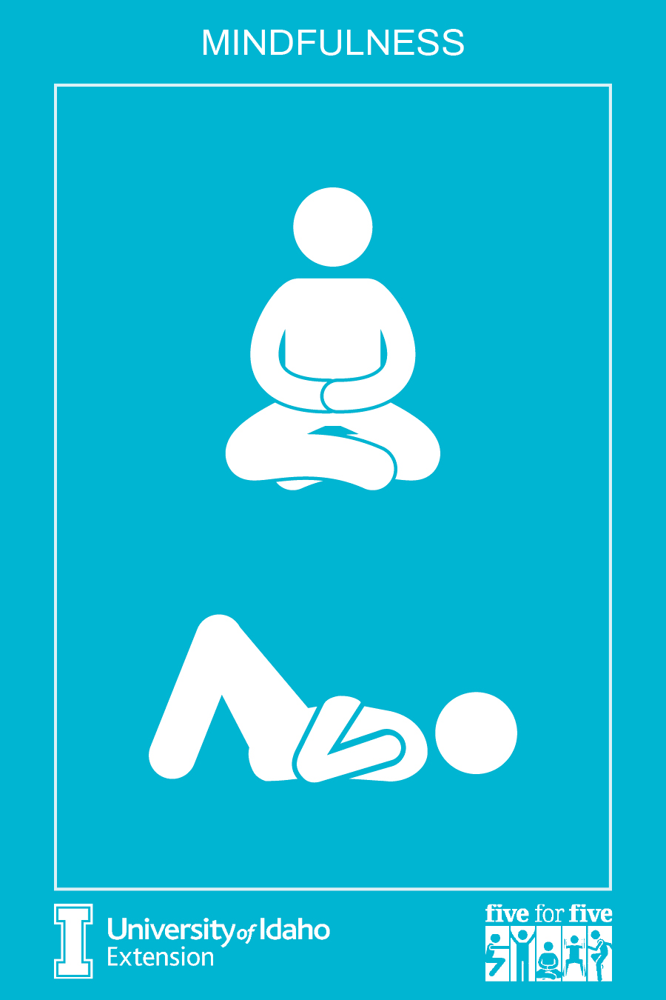 MINDFULNESS
University of Idaho
Extension
five for five